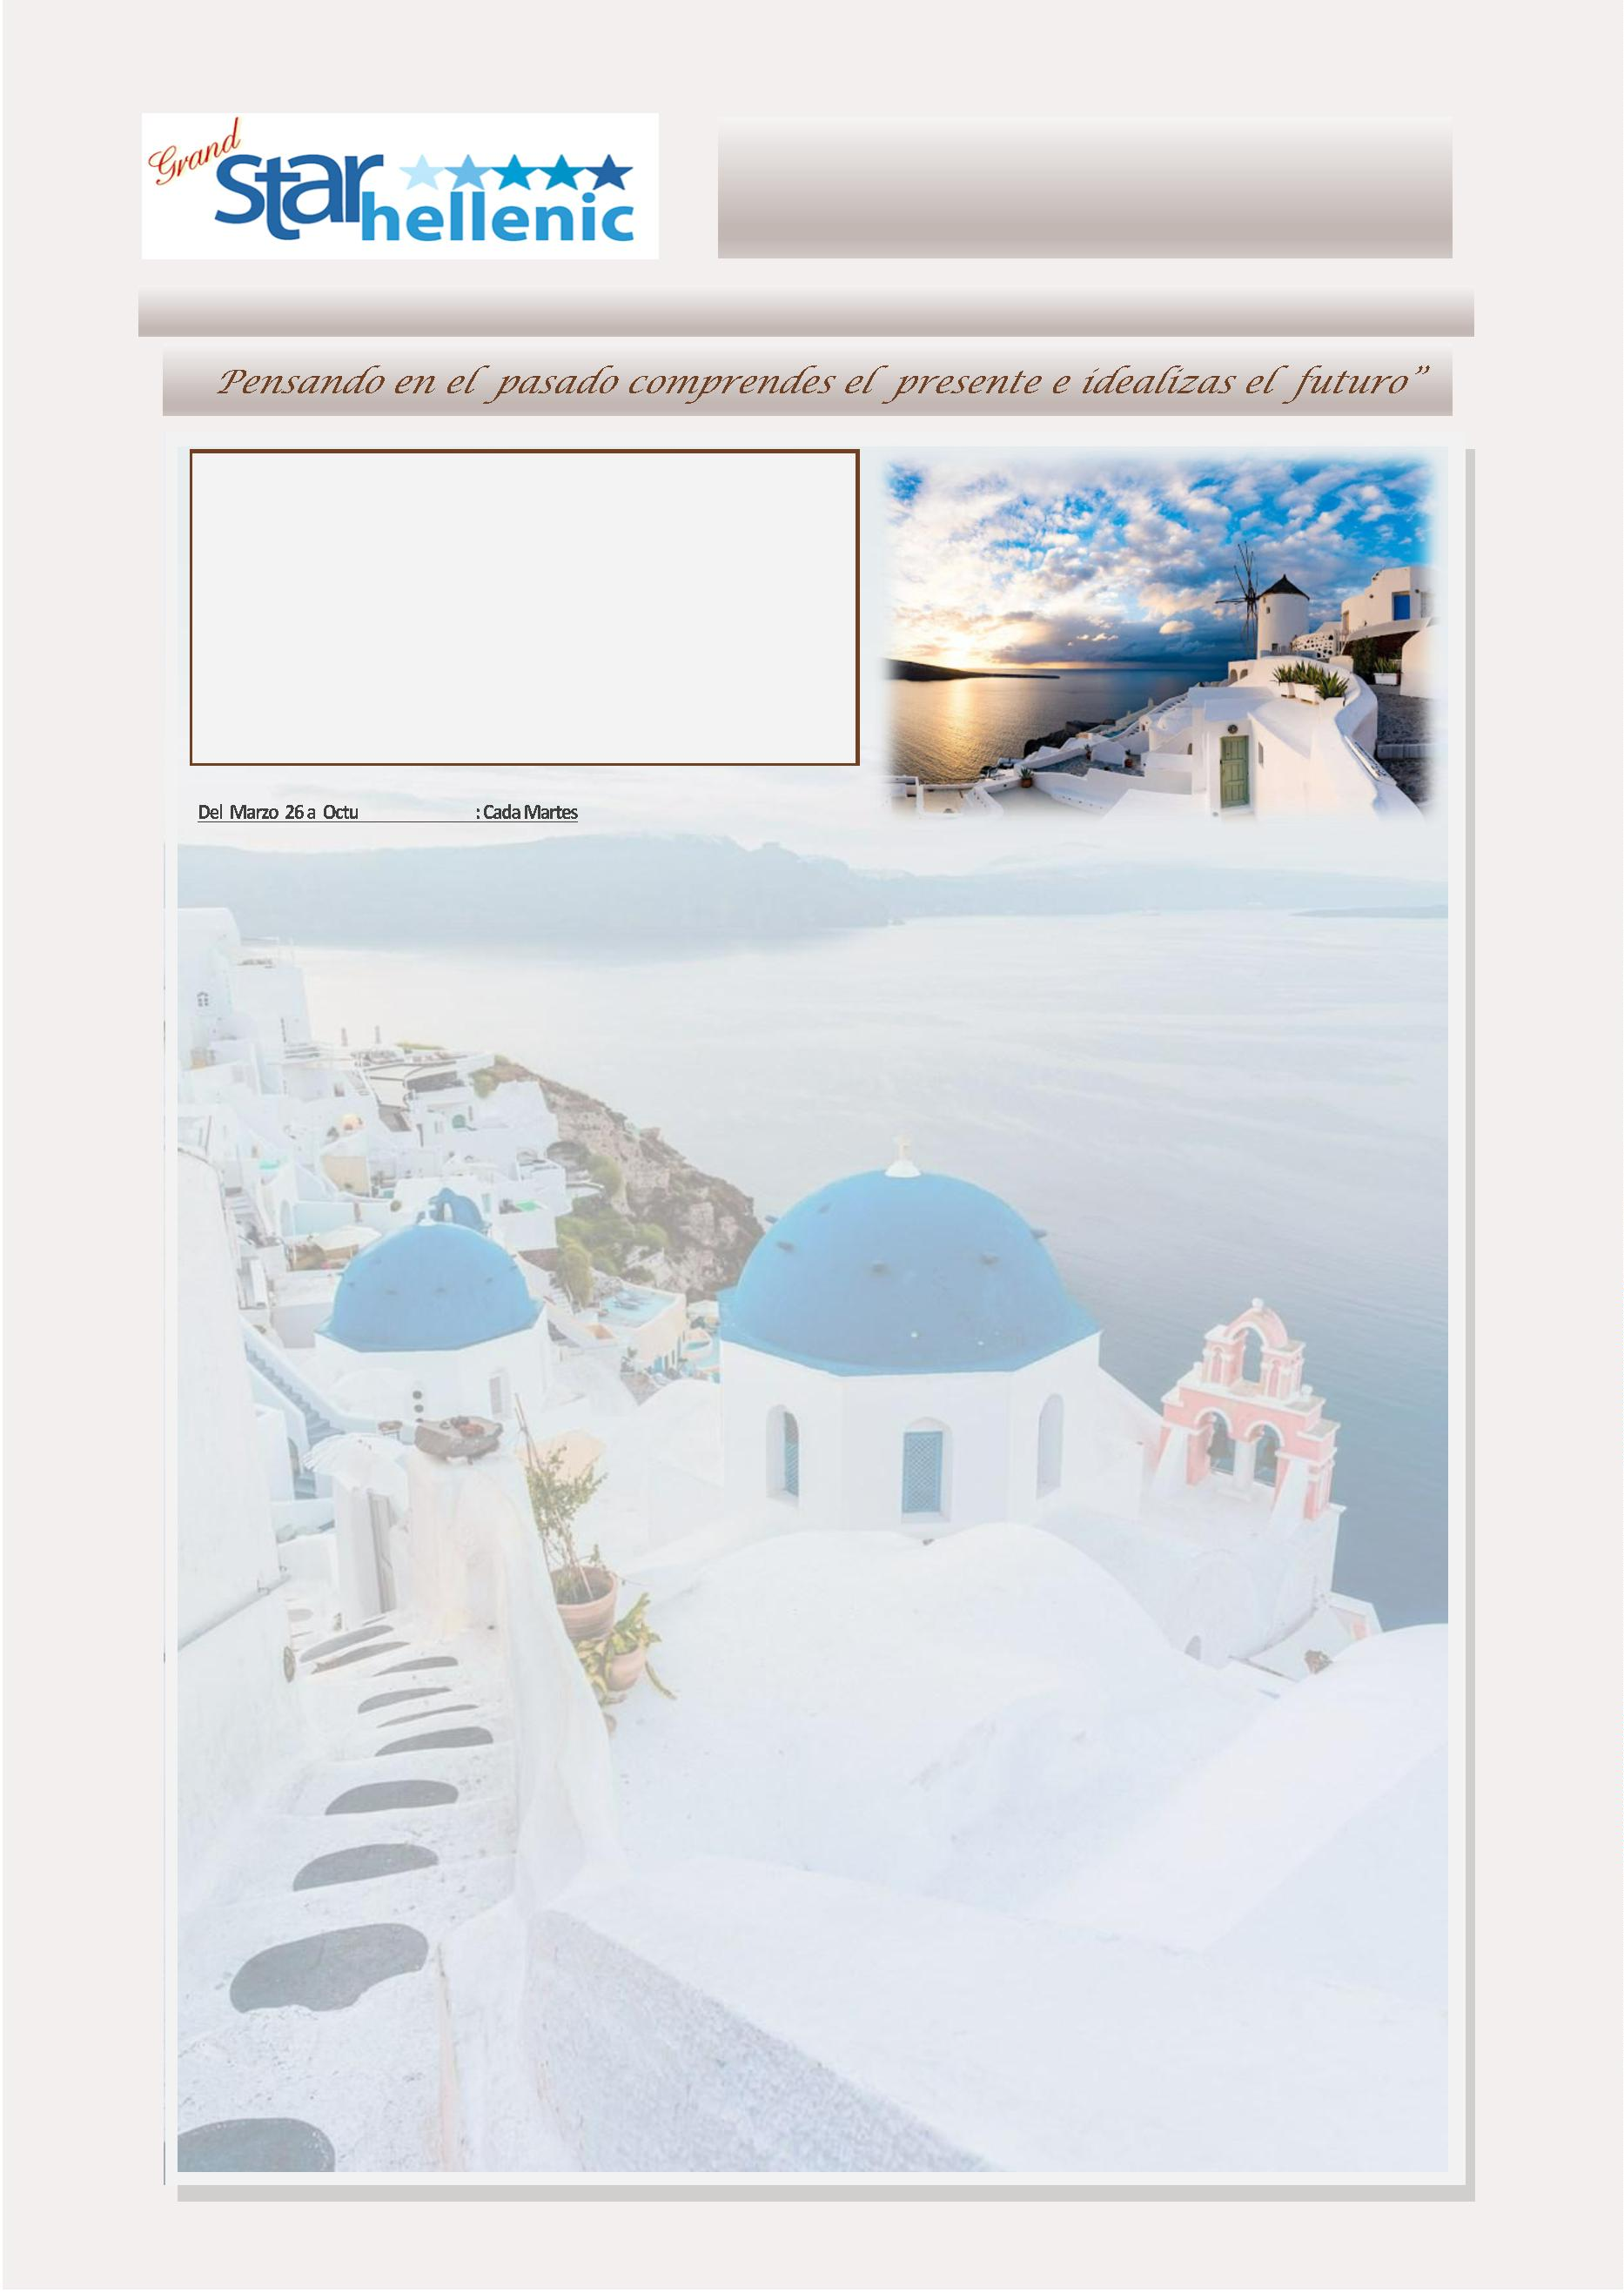 Grand
Star
hellenic
Pensando en el pasado comprendes el presente e idealizas el futuro”
Del Marzo 26 a Octu : Cada Martes